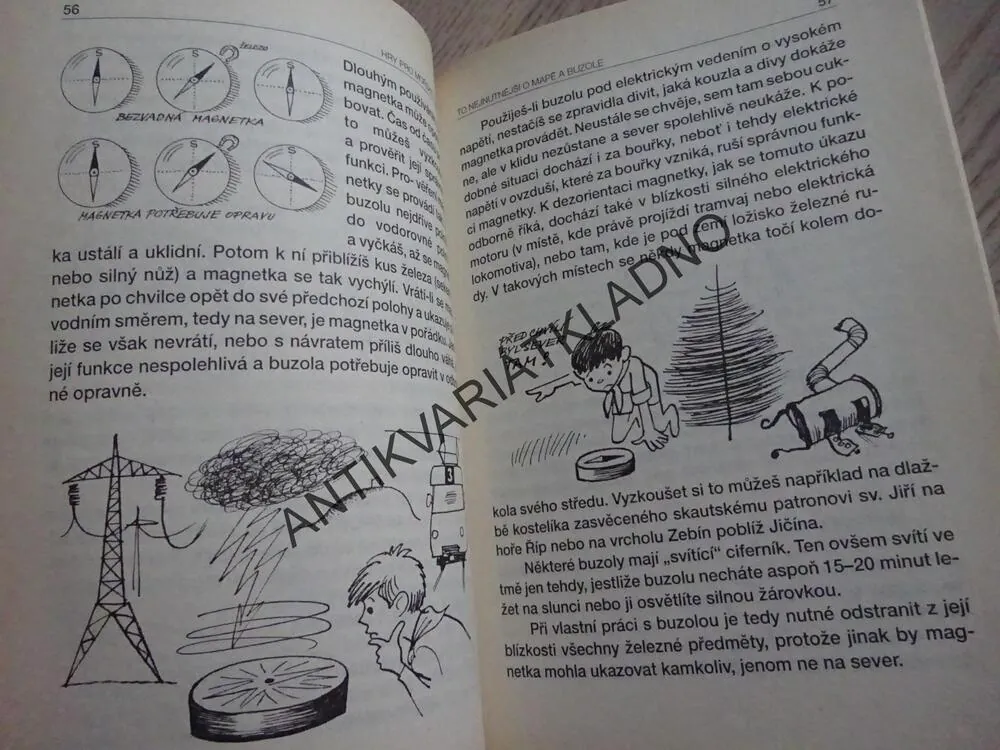 56
HRY PRO
ŽELEZO
S S
BEZVADNÁ MAGNETKA
S S
MAGNETKA POTŘEBUJE OPRAVU
Dlouhým používán
magnetka může
bovat. Čas od
to můžeš
a prověřit její
funkci. Pro- věření
netky se provádí
buzolu nejdříve
do vodorovné
a vyčkáš, až se
ka ustálí a uklidní. Potom k ní přiblížíš kus železa
nebo silný nůž) a magnetka se tak vychýlí. Vrátí-li se
netka po chvilce opět do své předchozí polohy a ukazuje
vodním směrem, tedy na sever, je magnetka v pořádku.
liže se však nevrátí, nebo s návratem příliš dlouho váhá
její funkce nespolehlivá a buzola potřebuje opravit v
né opravně.
3
57
TO NEJNUTNĚJŠÍ O MAPĚ A BUZOLE
Použiješ-li buzolu pod elektrickým vedením o vysokém
napětí, nestačíš se zpravidla divit, jaká kouzla a divy dokáže
magnetka provádět. Neustále se chvěje, sem tam sebou cuk-
ne, ale v klidu nezůstane a sever spolehlivě neukáže. K po-
dobné situaci dochází i za bouřky, neboť i tehdy elektrické
napětí v ovzduší, které za bouřky vzniká, ruší správnou funk-
ci magnetky. K dezorientaci magnetky, jak se tomuto úkazu
odborně říká, dochází také v blízkosti silného elektrického
motoru (v místě, kde právě projíždí tramvaj nebo elektrická
lokomotiva), nebo tam, kde je pod zemí ložisko železné ru-
dy. V takových místech se někdy magnetka točí kolem do-
PŘED CHVÍLÍ
BYL SEVER
TAM?
kola svého středu. Vyzkoušet si to můžeš například na dlaž-
bě kostelíka zasvěceného skautskému patronovi sv. Jiří na
hoře Říp nebo na vrcholu Zebín poblíž Jičína.
Některé buzoly mají „svítící" ciferník. Ten ovšem svítí ve
tmě jen tehdy, jestliže buzolu necháte aspoň 15–20 minut le-
žet na slunci nebo ji osvětlíte silnou žárovkou.
Při vlastní práci s buzolou je tedy nutné odstranit z její
blízkosti všechny železné předměty, protože jinak by mag-
netka mohla ukazovat kamkoliv, jenom ne na sever.
ANTIKVARIÁT KLADNO